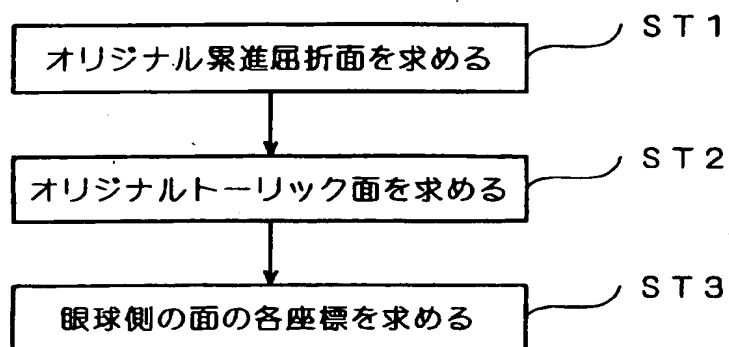 オリジナル累進屈折面を求める
ST1
オリジナルトーリック面を求める
ST2
眼球側の面の各座標を求める
ST3